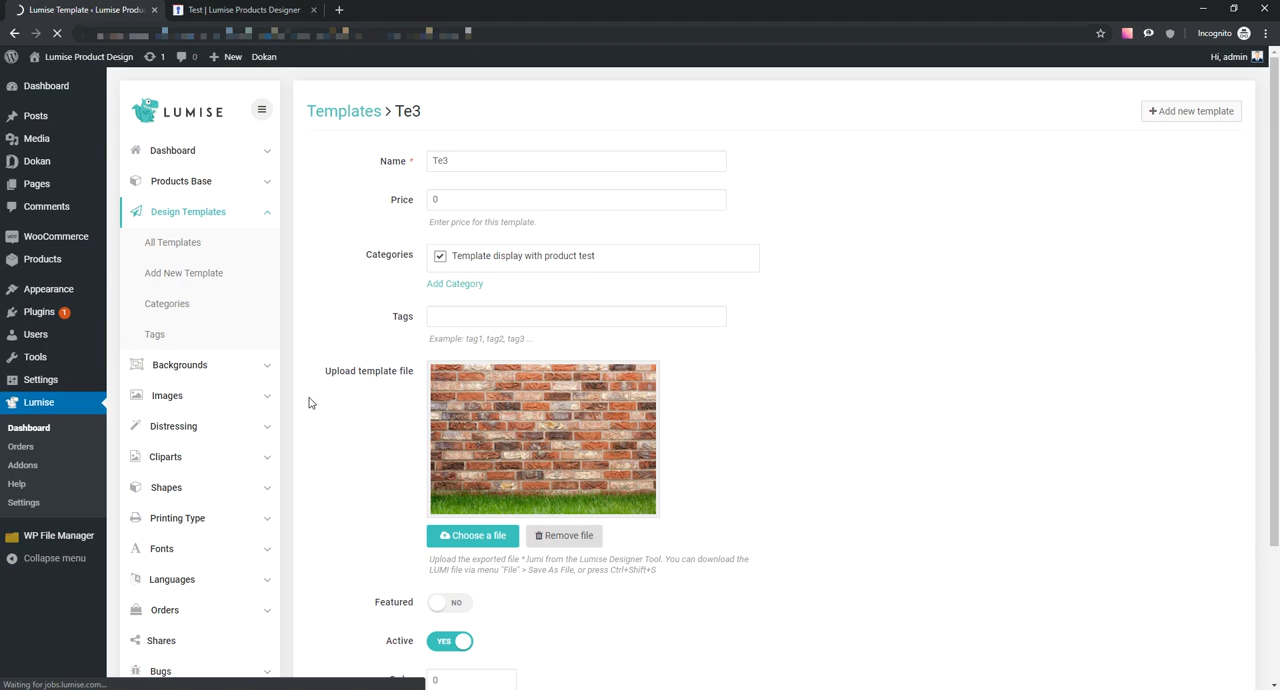 Lumise Template ‹ Lumise Produ
Test | Lumise Products Designer
Incognito
Lumise Product Design
1
0
New
Dokan
Hi, admin
Dashboard
Posts
Media
Dokan
Pages
Comments
WooCommerce
Products
Appearance
Plugins 1
Users
Tools
Settings
Lumise
Dashboard
Orders
Addons
Help
Settings
WP File Manager
Collapse menu
LUMISE
Dashboard
Products Base
Design Templates
All Templates
Add New Template
Categories
Tags
Backgrounds
Images
Distressing
Cliparts
Shapes
Printing Type
Fonts
Languages
Orders
Shares
Bugs
Templates > Te3
+ Add new template
Name * Te3
Price 0
Enter price for this template.
Categories Template display with product test
Add Category
Tags
Example: tag1, tag2, tag3 ...
Upload template file
Choose a file Remove file
Upload the exported file *.lumi from the Lumise Designer Tool. You can download the
LUMI file via menu "File" > Save As File, or press Ctrl+Shift+S
Featured NO
Active YES
0
Waiting for jobs.lumise.com...